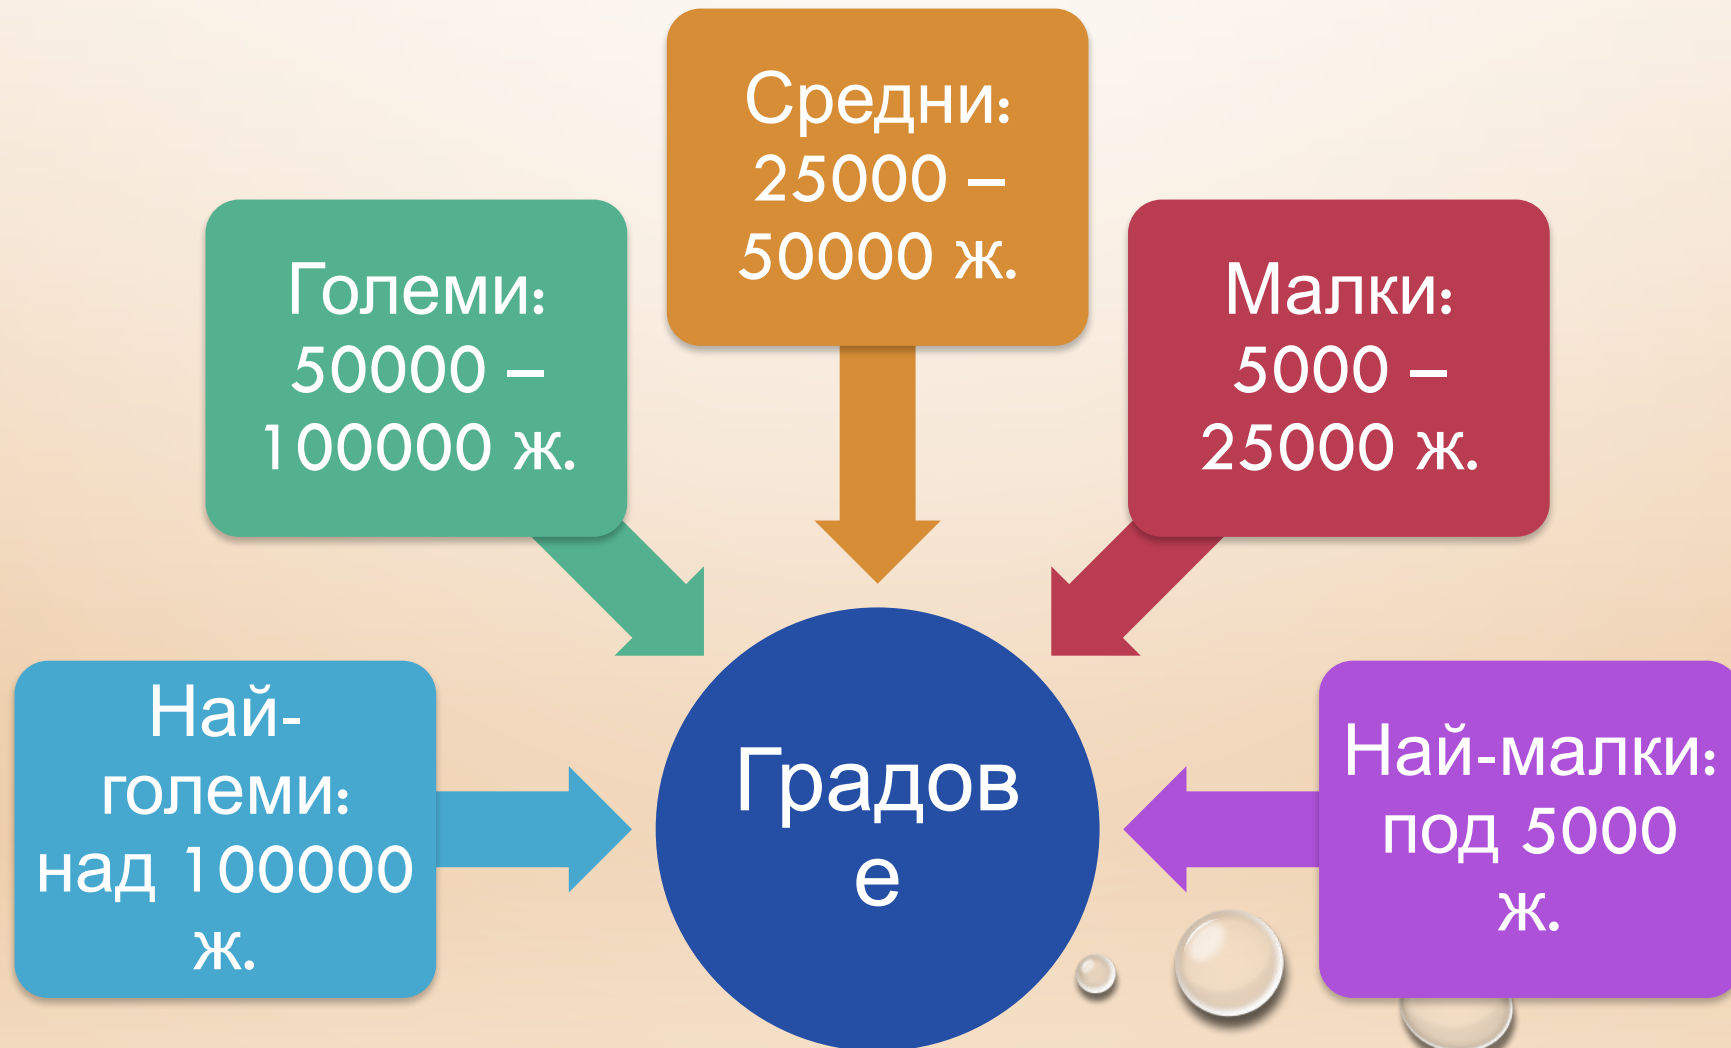 Най-
големи:
над 100000
ж.
Големи:
50000 –
100000 ж.
Средни:
25000 –
50000 ж.
Малки:
5000 –
25000 ж.
Най-малки:
под 5000
ж.
Градов
е